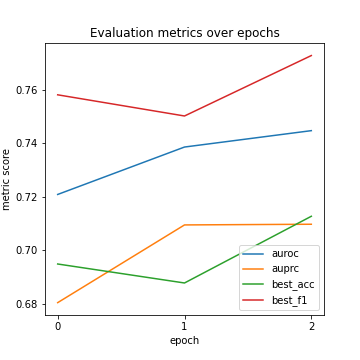 Evaluation metrics over epochs
metric score
0.76
0.74
0.72
0.70
0.68
auroc
auprc
best_acc
best_f1
0
1
2
epoch